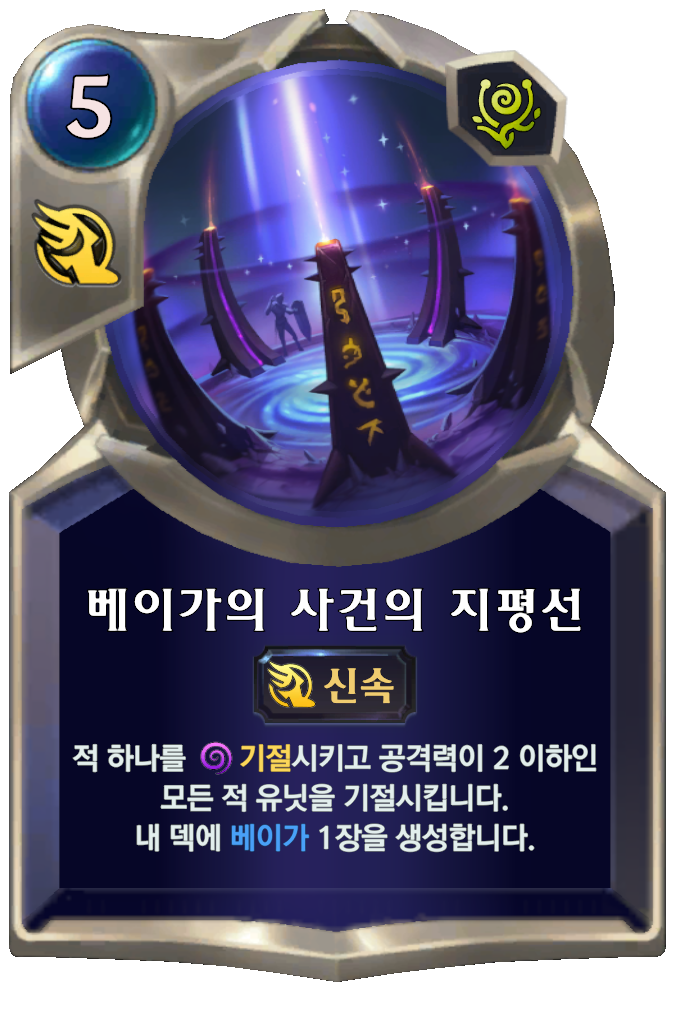 5
베이가의 사건의 지평선
신속
적 하나를 기절시키고 공격력이 2 이하인
모든 적 유닛을 기절시킵니다.
내 덱에 베이가 1장을 생성합니다.